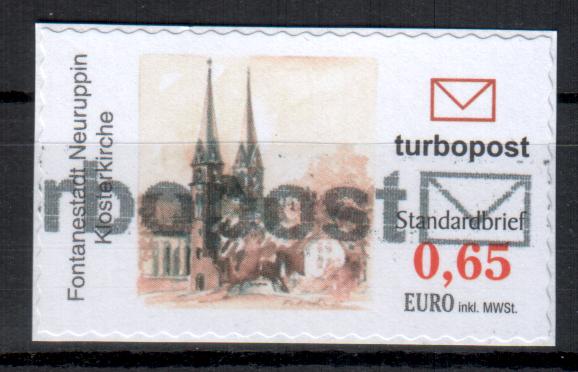 Fontanestadt Neuruppin
Klosterkirche
turbopost
Standardbrief
0,65
EURO inkl. MWSt.